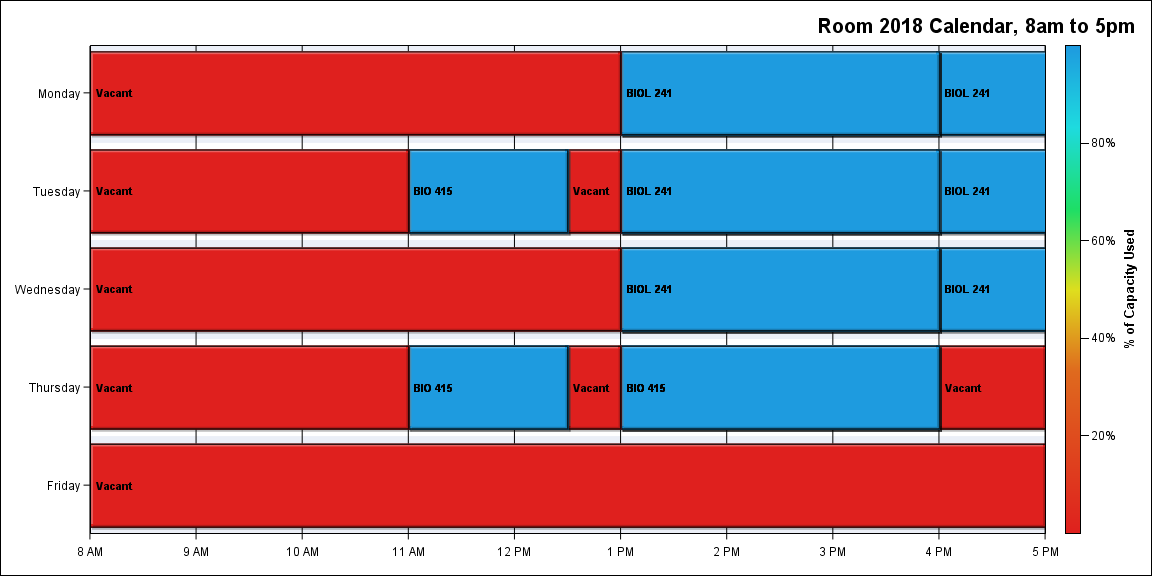 Room 2018 Calendar, 8am to 5pm
Monday
Vacant
BIOL 241
BIOL 241
Tuesday
Vacant
BIO 415
Vacant
BIOL 241
BIOL 241
Wednesday
Vacant
BIOL 241
BIOL 241
Thursday
Vacant
BIO 415
Vacant
BIO 415
Vacant
Friday
Vacant
8 AM
9 AM
10 AM
11 AM
12 PM
1 PM
2 PM
3 PM
4 PM
5 PM
80%
60%
40%
20%
% of Capacity Used